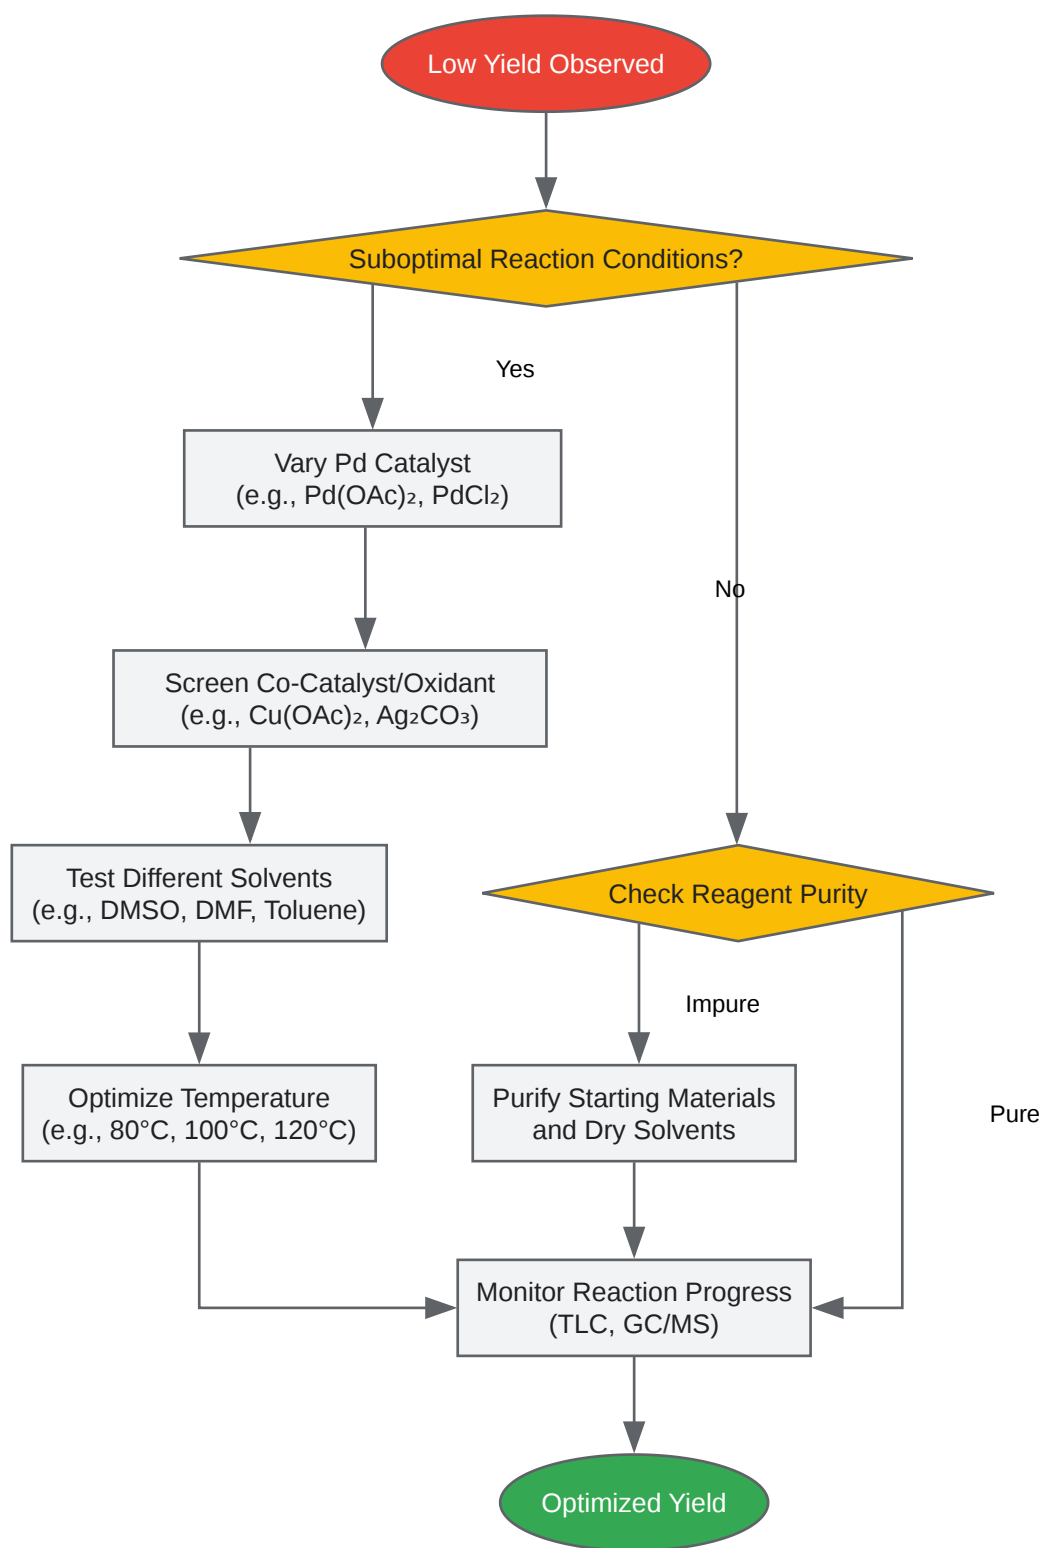 Low Yield Observed
Suboptimal Reaction Conditions?
Yes
Vary Pd Catalyst
(e.g., Pd(OAc)₂, PdCl₂)
No
Screen Co-Catalyst/Oxidant
(e.g., Cu(OAc)₂, Ag₂CO₃)
Test Different Solvents
(e.g., DMSO, DMF, Toluene)
Check Reagent Purity
Impure
Optimize Temperature
(e.g., 80°C, 100°C, 120°C)
Purify Starting Materials
and Dry Solvents
Pure
Monitor Reaction Progress
(TLC, GC/MS)
Optimized Yield